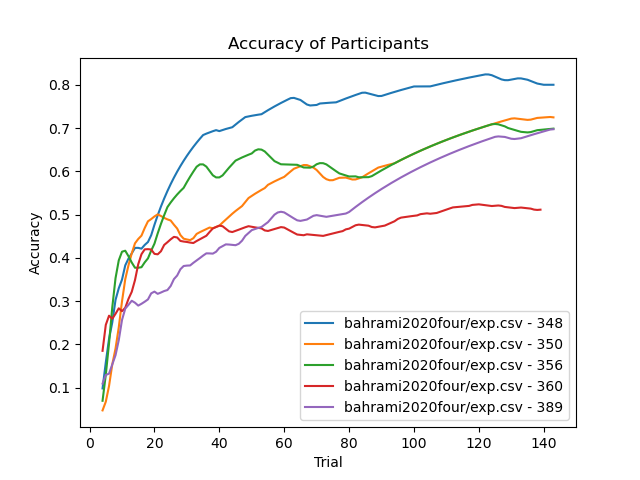 Accuracy of Participants
Accuracy
0.8
0.7
0.6
0.5
0.4
0.3
0.2
0.1
bahrami2020four/exp.csv - 348
bahrami2020four/exp.csv - 350
bahrami2020four/exp.csv - 356
bahrami2020four/exp.csv - 360
bahrami2020four/exp.csv - 389
0 20 40 60 80 100 120 140
Trial